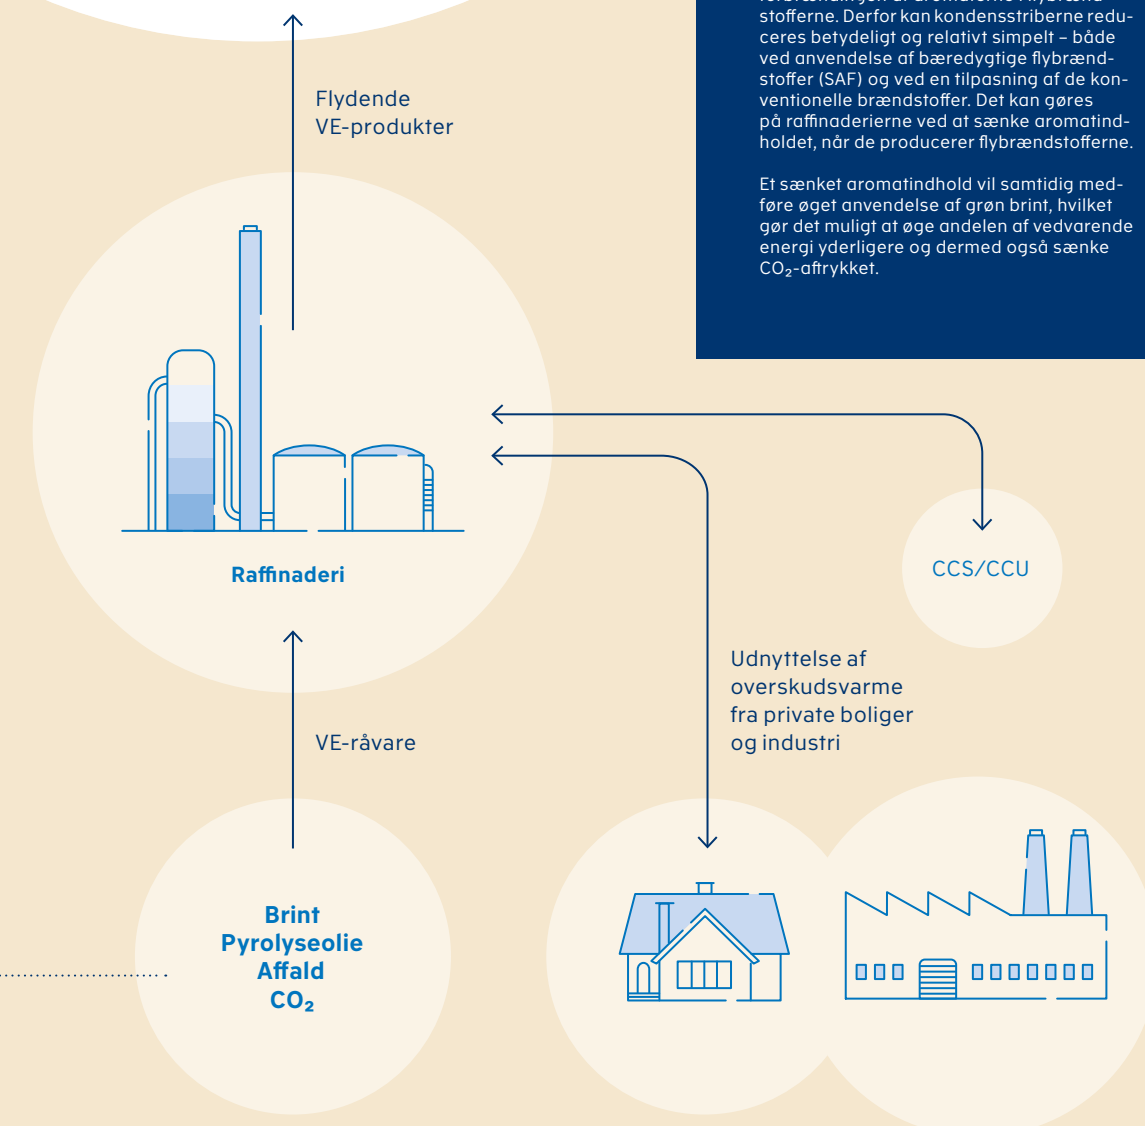 stofferne. Derfor kan kondensstriberne redu-
ceres betydeligt og relativt simpelt – både
ved anvendelse af bæredygtige flybrænd-
stoffer (SAF) og ved en tilpasning af de kon-
ventionelle brændstoffer. Det kan gøres
på raffinaderierne ved at sænke aromatind-
holdet, når de producerer flybrændstofferne.
Et sænket aromatindhold vil samtidig med-
føre øget anvendelse af grøn brint, hvilket
gør det muligt at øge andelen af vedvarende
energi yderligere og dermed også sænke
CO₂-aftrykket.
Flydende
VE-produkter
Raffinaderi
CCS/CCU
VE-råvare
Udnyttelse af
overskudsvarme
fra private boliger
og industri
Brint
Pyrolyseolie
Affald
CO₂